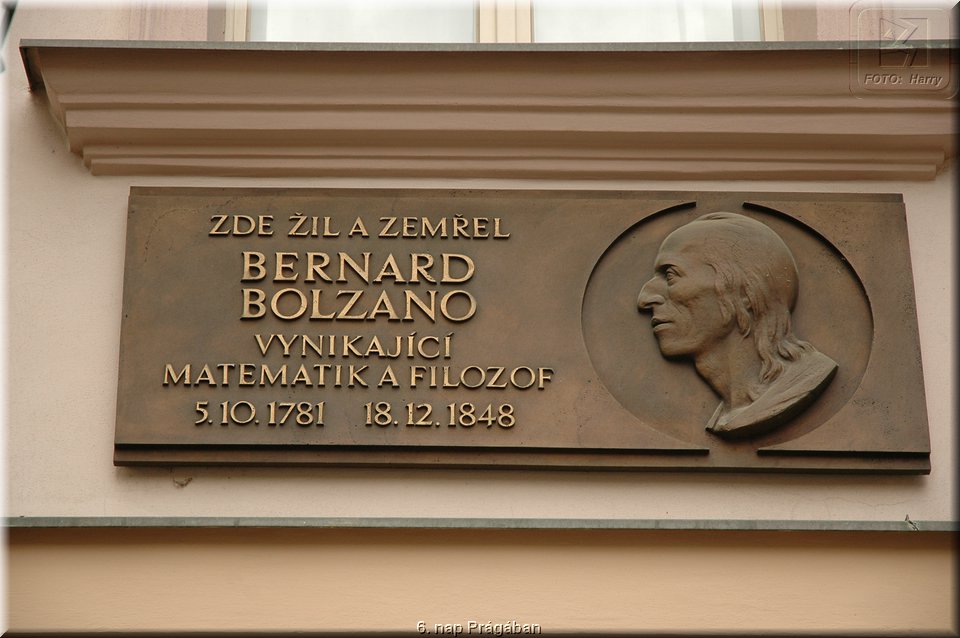 FOTO: Harry
ZDE ŽIL A ZEMŘEL
BERNARD
BOLZANO
VYNIKAJÍCÍ
MATEMATIK A FILOZOF
5.10.1781 18.12.1848
6. nap Prágában